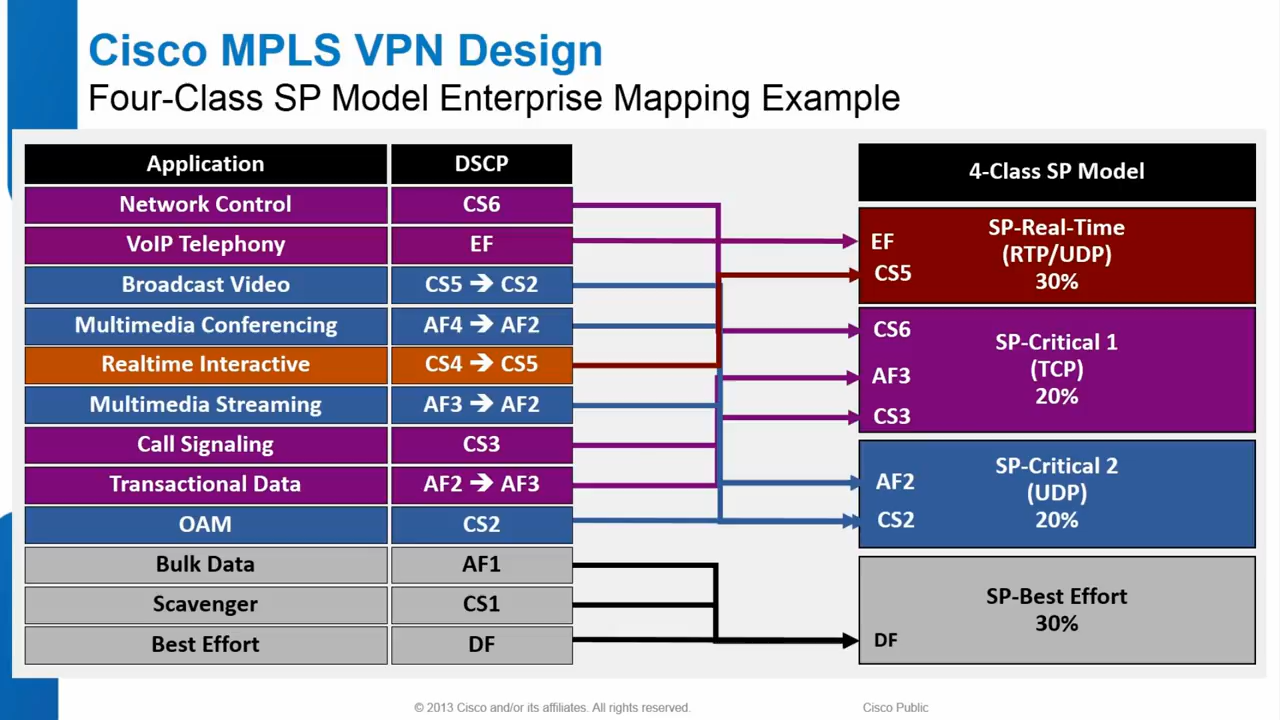 Cisco MPLS VPN Design
Four-Class SP Model Enterprise Mapping Example
Application DSCP
Network Control CS6
VoIP Telephony EF
Broadcast Video CS5 → CS2
Multimedia Conferencing AF4 → AF2
Realtime Interactive CS4 → CS5
Multimedia Streaming AF3 → AF2
Call Signaling CS3
Transactional Data AF2 → AF3
OAM CS2
Bulk Data AF1
Scavenger CS1
Best Effort DF
4-Class SP Model
EF
CS5
SP-Real-Time
(RTP/UDP)
30%
CS6
AF3
CS3
SP-Critical 1
(TCP)
20%
AF2
CS2
SP-Critical 2
(UDP)
20%
SP-Best Effort
30%
DF
© 2013 Cisco and/or its affiliates. All rights reserved.
Cisco Public